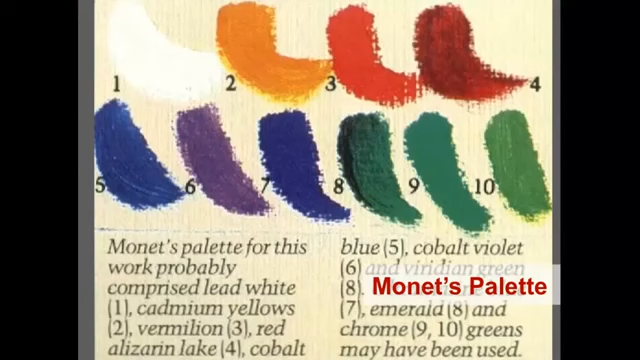 1
2
3
4
5
6
7
8
9
10
Monet's palette for this
work probably
comprised lead white
(1), cadmium yellows
(2), vermilion (3), red
alizarin lake (4), cobalt
blue (5), cobalt violet
(6) and viridian green
(8).
(7), emerald (8) and
chrome (9, 10) greens
may have been used.
Monet's Palette